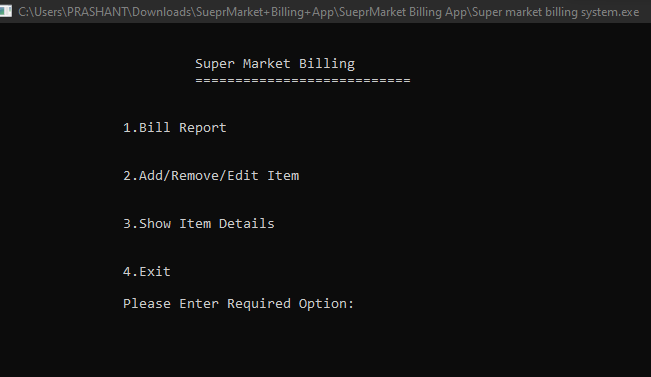 C:\Users\PRASHANT\Downloads\SueprMarket+Billing+App\SueprMarket Billing App\Super market billing system.exe
Super Market Billing
===========================
1.Bill Report
2.Add/Remove/Edit Item
3.Show Item Details
4.Exit
Please Enter Required Option: